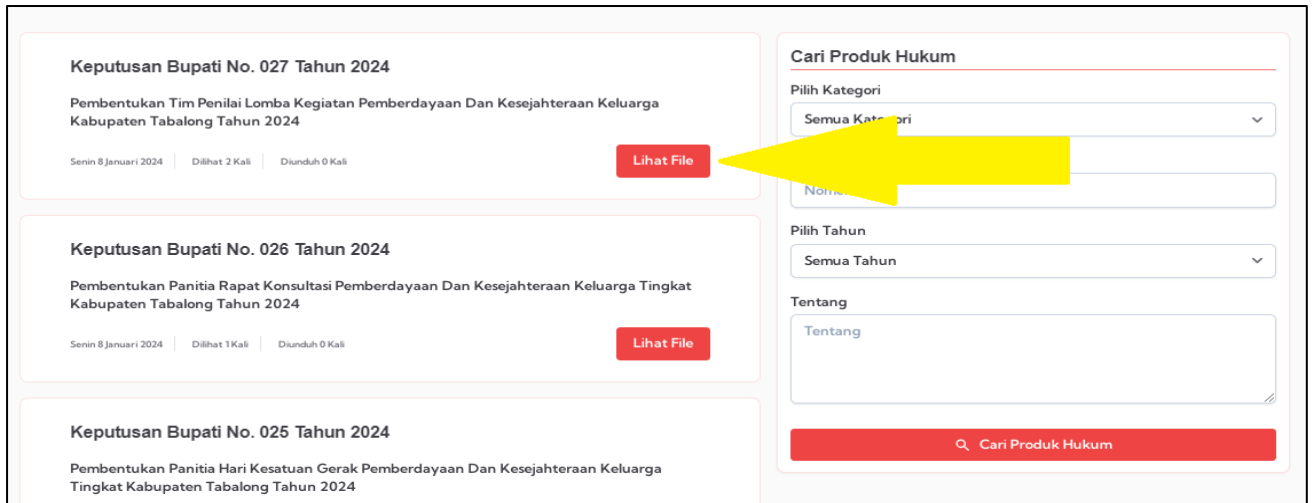 Keputusan Bupati No. 027 Tahun 2024
Pembentukan Tim Penilai Lomba Kegiatan Pemberdayaan Dan Kesejahteraan Keluarga
Kabupaten Tabalong Tahun 2024
Senin 8 Januari 2024 Dilihat 2 Kali Diunduh 0 Kali
Lihat File
Keputusan Bupati No. 026 Tahun 2024
Pembentukan Panitia Rapat Konsultasi Pemberdayaan Dan Kesejahteraan Keluarga Tingkat
Kabupaten Tabalong Tahun 2024
Senin 8 Januari 2024 Dilihat 1 Kali Diunduh 0 Kali
Lihat File
Keputusan Bupati No. 025 Tahun 2024
Pembentukan Panitia Hari Kesatuan Gerak Pemberdayaan Dan Kesejahteraan Keluarga
Tingkat Kabupaten Tabalong Tahun 2024
Cari Produk Hukum
Pilih Kategori
Semua Kategori
Pilih Tahun
Semua Tahun
Tentang
Tentang
Cari Produk Hukum